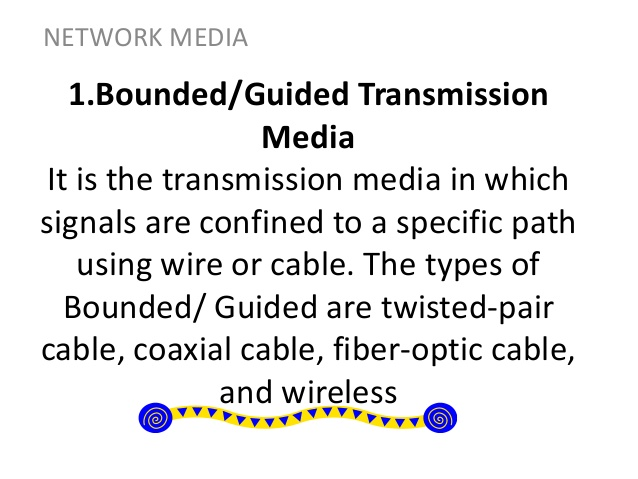 NETWORK MEDIA
1.Bounded/Guided Transmission
Media
It is the transmission media in which
signals are confined to a specific path
using wire or cable. The types of
Bounded/ Guided are twisted-pair
cable, coaxial cable, fiber-optic cable,
and wireless